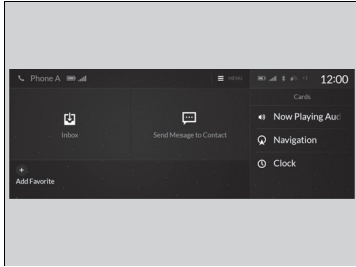 Phone A
MENU
12:00
Cards
Inbox
Send Mesage to Contact
Now Playing Aud
Navigation
Clock
+
Add Favorite